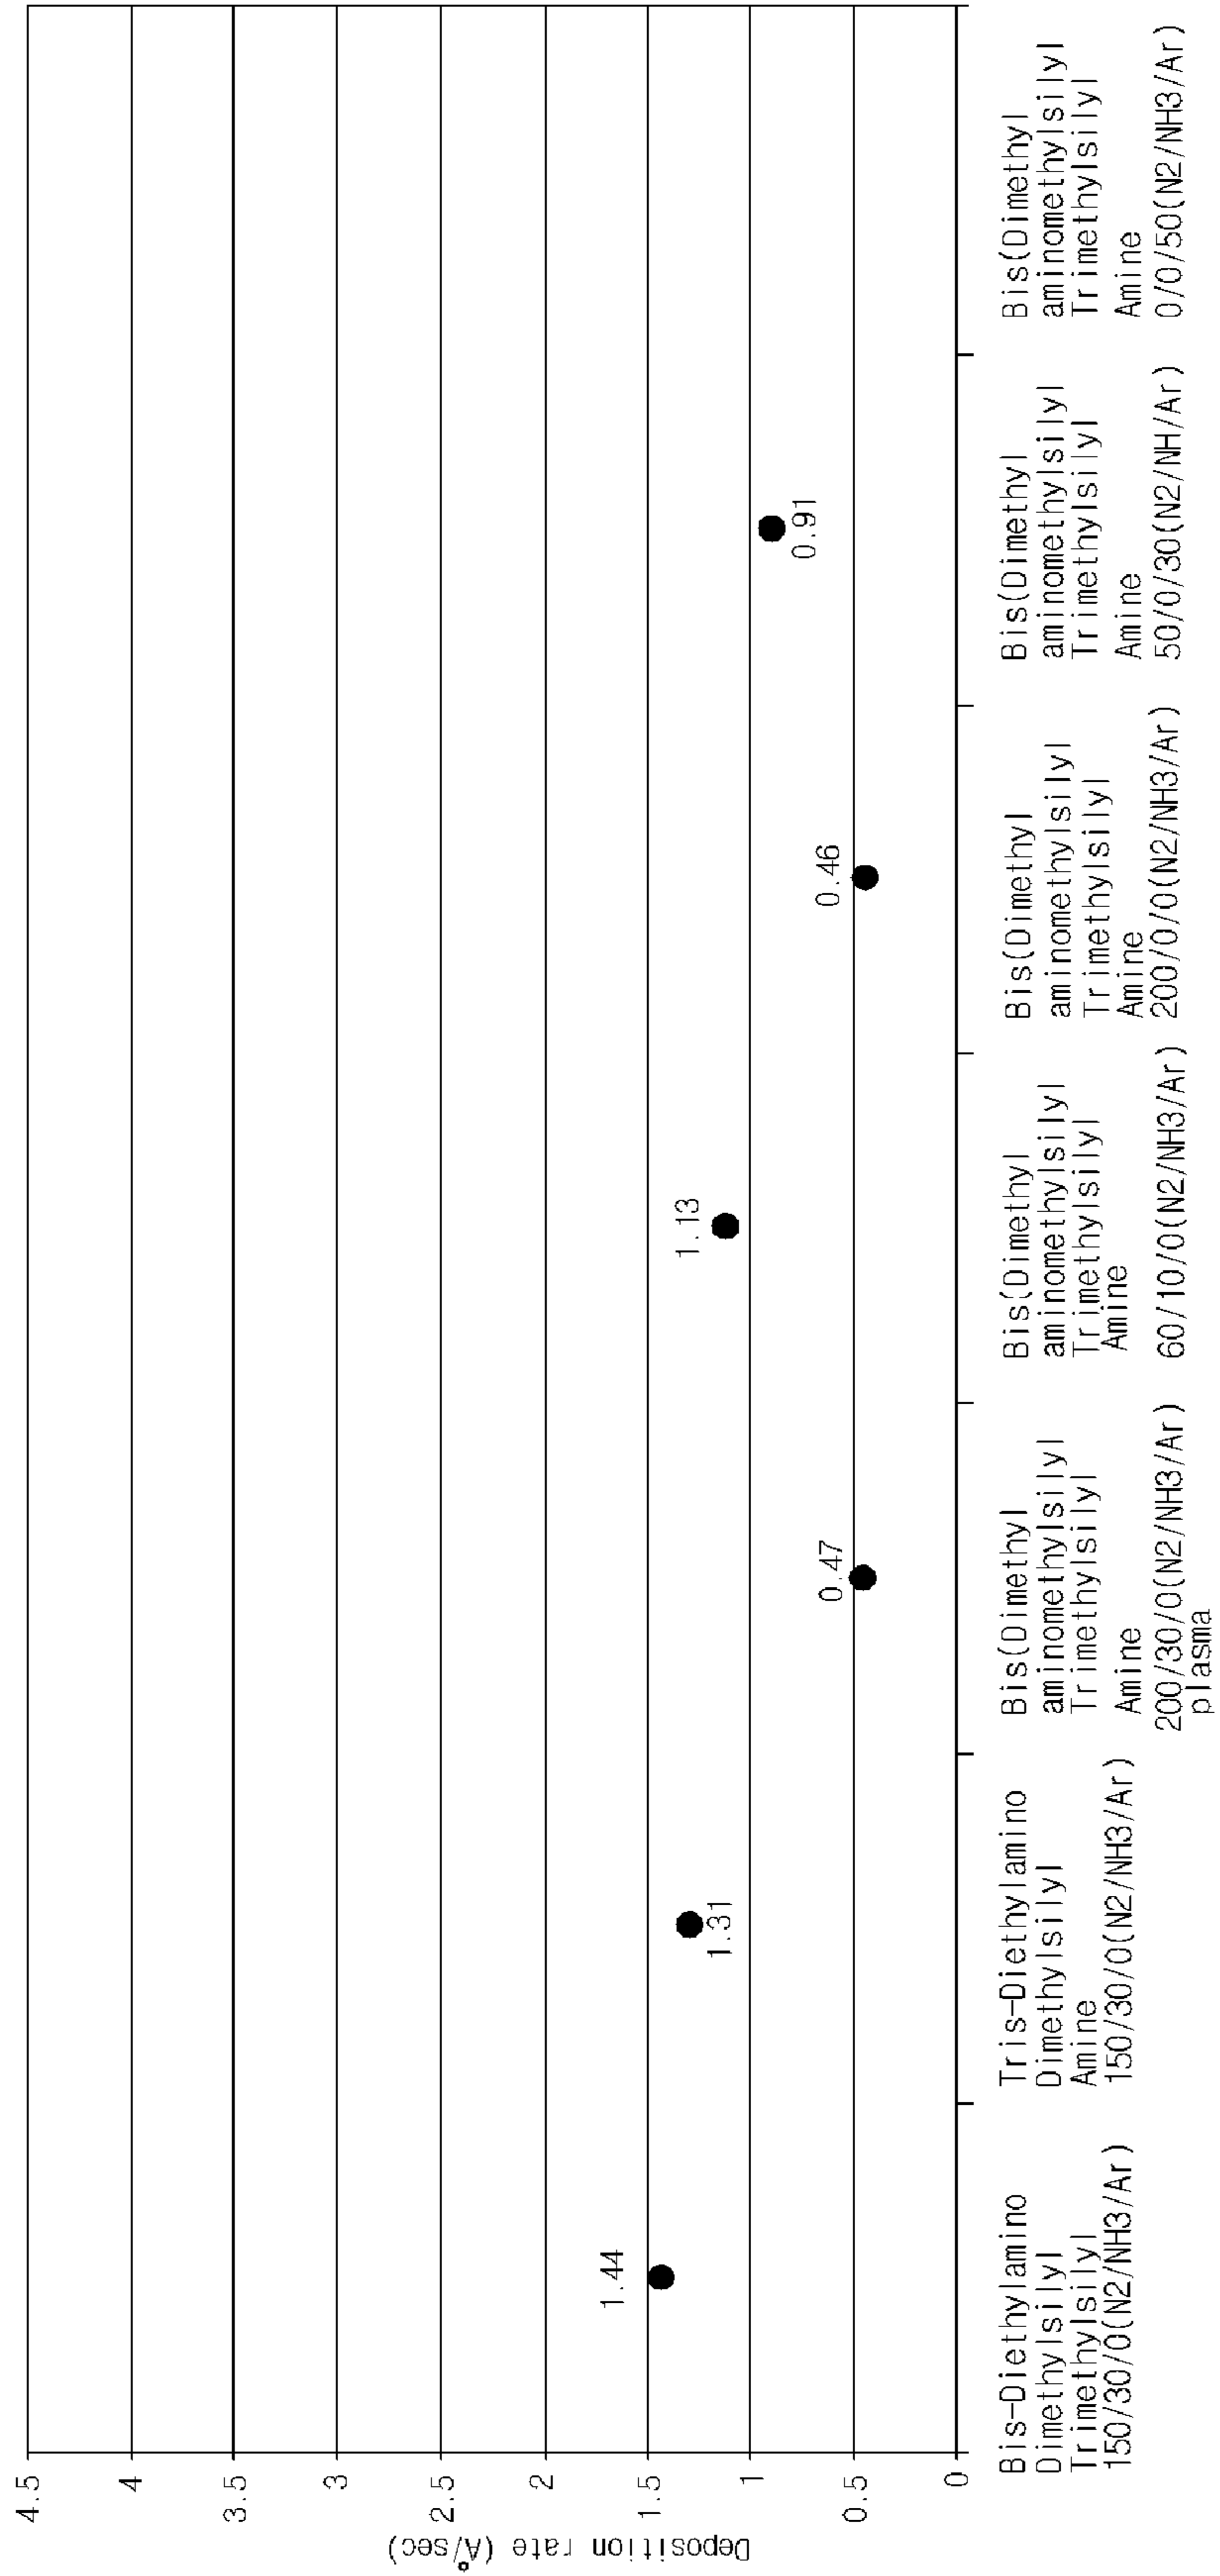 Deposition rate (Å/sec)
4.5
4
3.5
3
2.5
2
1.5
1
0.5
0
1.44
1.31
0.47
1.13
0.46
0.91
Bis-Diethylamino
Dimethylsilyl
Trimethylsilyl
150/30/0(N2/NH3/Ar)
Tris-Diethylamino
Dimethylsilyl
Amine
150/30/0(N2/NH3/Ar)
Bis(Dimethyl
aminomethylsilyl
Trimethylsilyl
Amine
200/30/0(N2/NH3/Ar)
plasma
Bis(Dimethyl
aminomethylsilyl
Trimethylsilyl
Amine
60/10/0(N2/NH3/Ar)
Bis(Dimethyl
aminomethylsilyl
Trimethylsilyl
Amine
200/0/0(N2/NH3/Ar)
Bis(Dimethyl
aminomethylsilyl
Trimethylsilyl
Amine
50/0/30(N2/NH/Ar)
Bis(Dimethyl
aminomethylsilyl
Trimethylsilyl
Amine
0/0/50(N2/NH3/Ar)